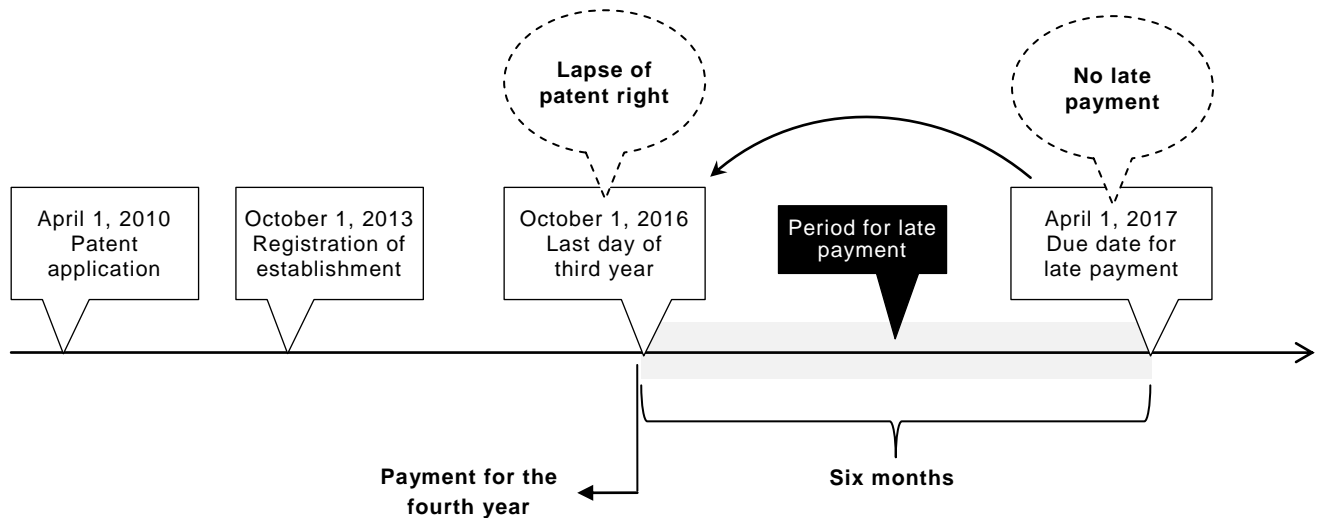 Lapse of
patent right
No late
payment
April 1, 2010
Patent
application
October 1, 2013
Registration of
establishment
October 1, 2016
Last day of
third year
Period for late
payment
April 1, 2017
Due date for
late payment
Payment for the
fourth year
Six months